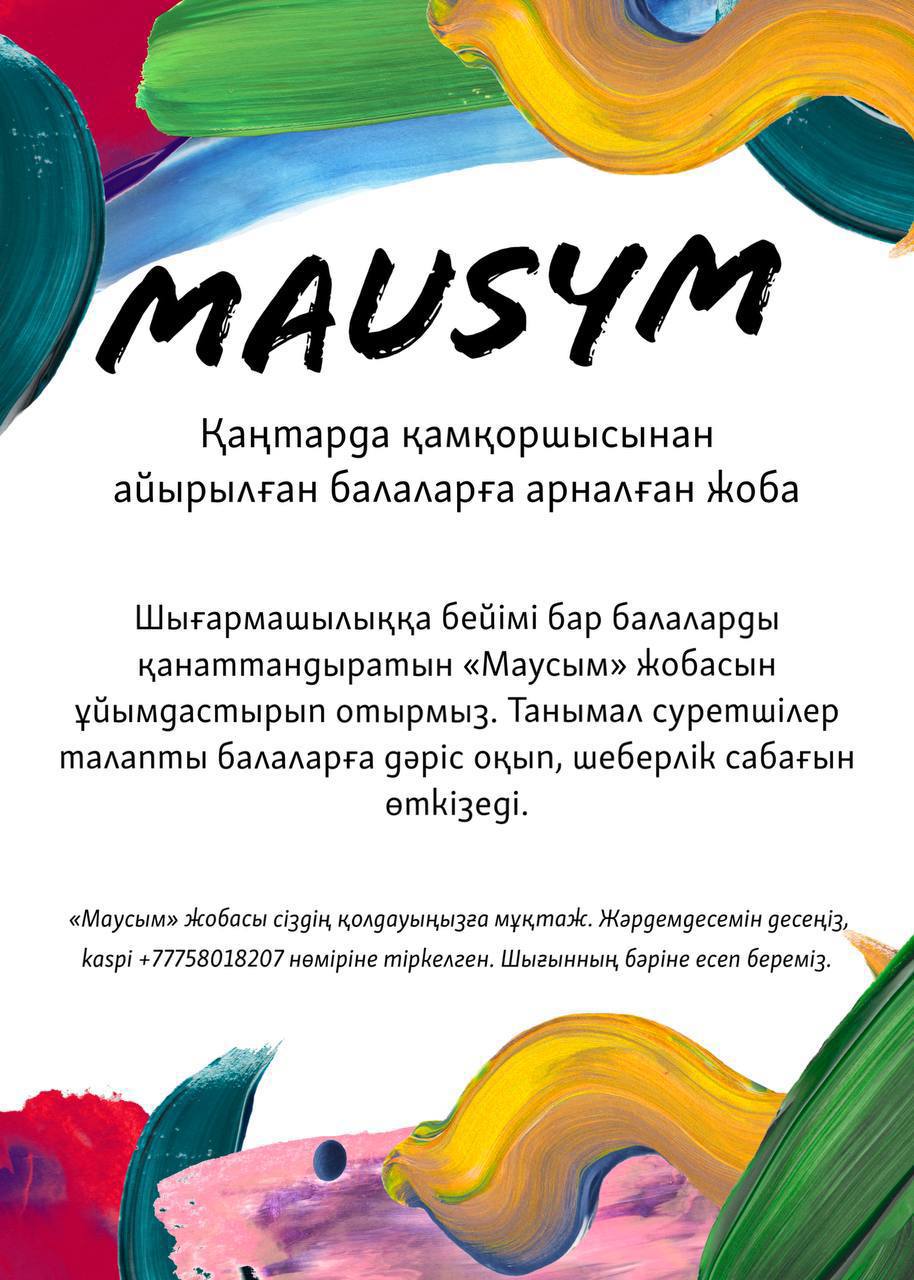 MAUSYM
Қаңтарда қамқоршысынан
айырылған балаларға арналған жоба
Шығармашылыққа бейімі бар балаларды
қанаттандыратын «Маусым» жобасын
ұйымдастырып отырмыз. Танымал суретшілер
талапты балаларға дәріс оқып, шеберлік сабағын
өткізеді.
«Маусым» жобасы сіздің қолдауыңызға мұқтаж. Жәрдемдесемін десеңіз,
kaspi +77758018207 нөміріне тіркелген. Шығынның бәріне есеп береміз.